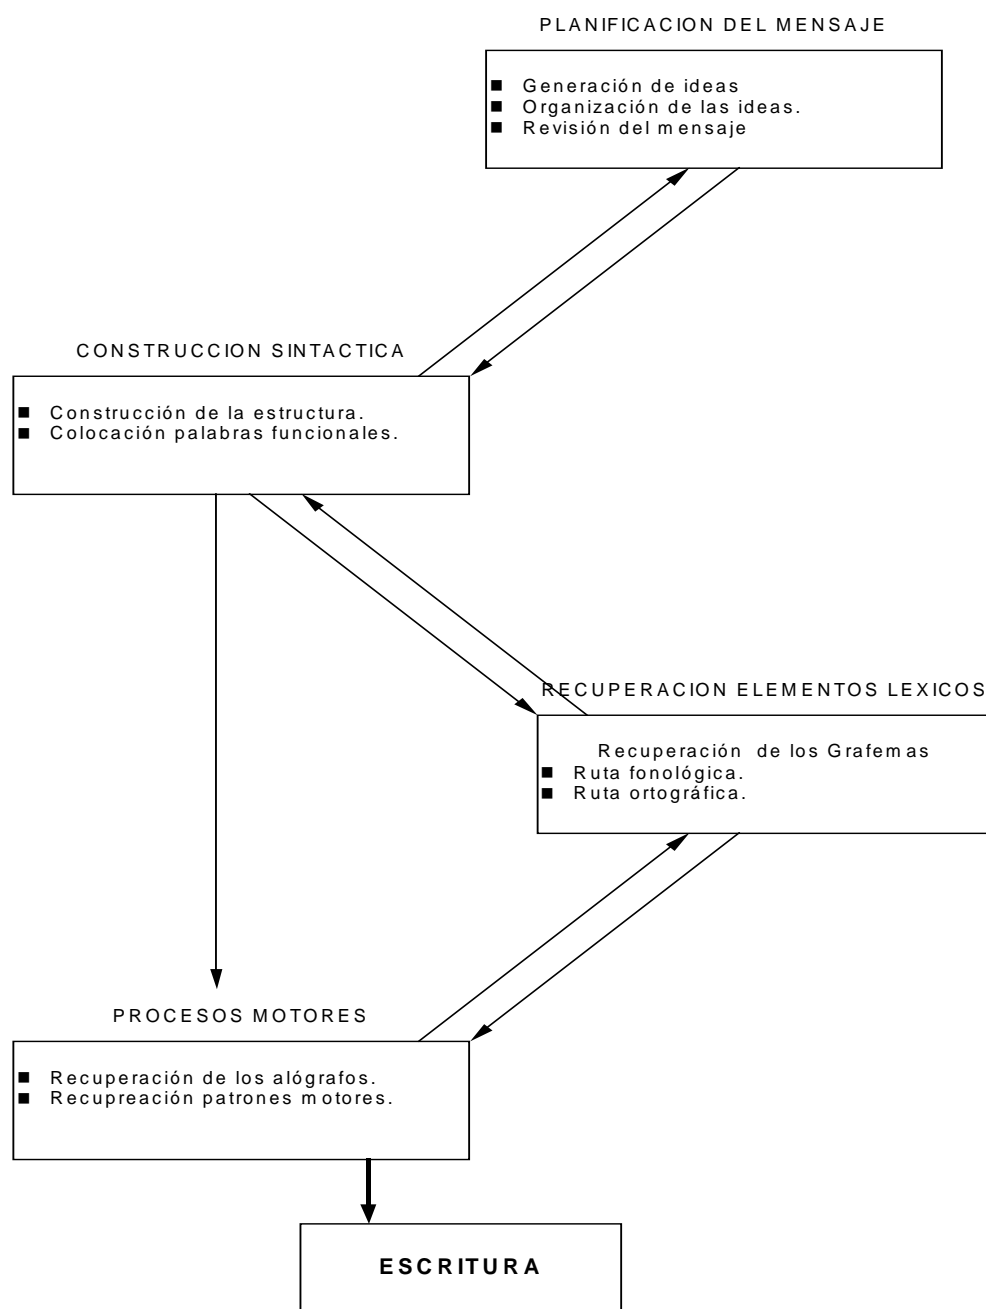 PLANIFICACION DEL MENSAJE
■ Generación de ideas
■ Organización de las ideas.
■ Revisión del mensaje
CONSTRUCCION SINTACTICA
■ Construcción de la estructura.
■ Colocación palabras funcionales.
RECUPERACION ELEMENTOS LEXICOS
Recuperación de los Grafemas
■ Ruta fonológica.
■ Ruta ortográfica.
PROCESOS MOTORES
■ Recuperación de los alógrafos.
■ Recupreación patrones motores.
ESCRITURA